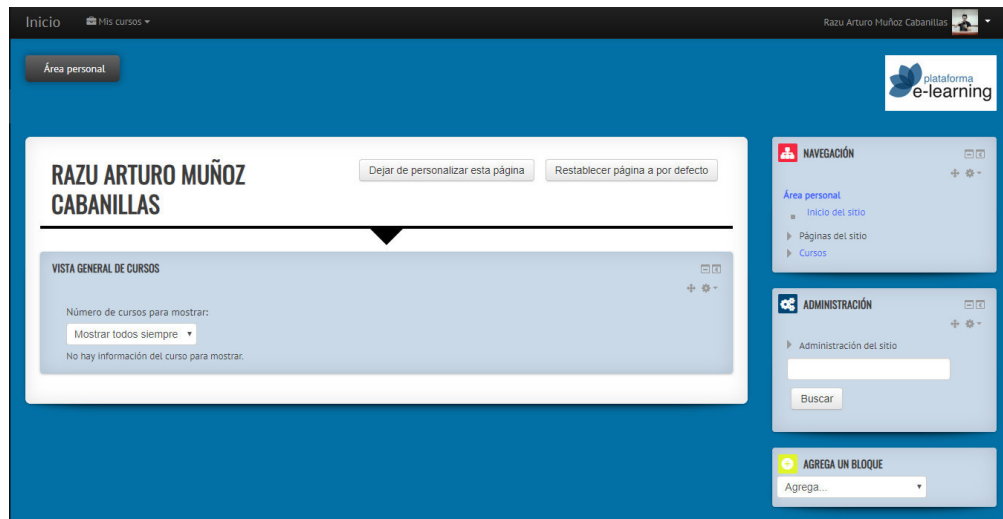 Inicio
Mis cursos
Razu Arturo Muñoz Cabanillas
Área personal
plataforma
e-learning
RAZU ARTURO MUÑOZ
CABANILLAS
Dejar de personalizar esta página
Restablecer página a por defecto
VISTA GENERAL DE CURSOS
Número de cursos para mostrar:
Mostrar todos siempre
No hay información del curso para mostrar.
NAVEGACIÓN
Área personal
Inicio del sitio
Páginas del sitio
Cursos
ADMINISTRACIÓN
Administración del sitio
Buscar
AGREGA UN BLOQUE
Agrega...